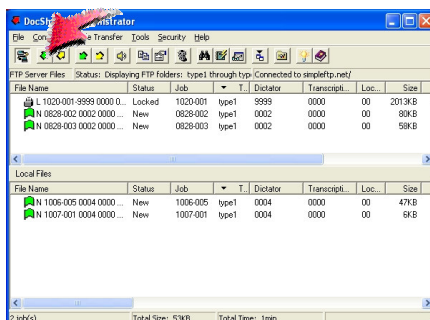 DocSh
istrator
File
Transfer Tools Security Help
FTP Server Files Status: Displaying FTP folders: type1 through typ Connected to simpleftp.net/
File Name Status Job T.. Dictator Transcripti... Loc... Size
L 1020-001-9999 0000 0... Locked 1020-001 type1 9999 0000 00 2013KB
N 0828-002 0002 0000 ... New 0828-002 type1 0002 0000 00 80KB
N 0828-003 0002 0000 ... New 0828-003 type1 0002 0000 00 58KB
Local Files
File Name Status Job T.. Dictator Transcripti... Loc... Size
N 1006-005 0004 0000 ... New 1006-005 type1 0004 0000 00 47KB
N 1007-001 0004 0000 ... New 1007-001 type1 0004 0000 00 6KB
2 job(s) Total Size: 53KB Total Time: 1min